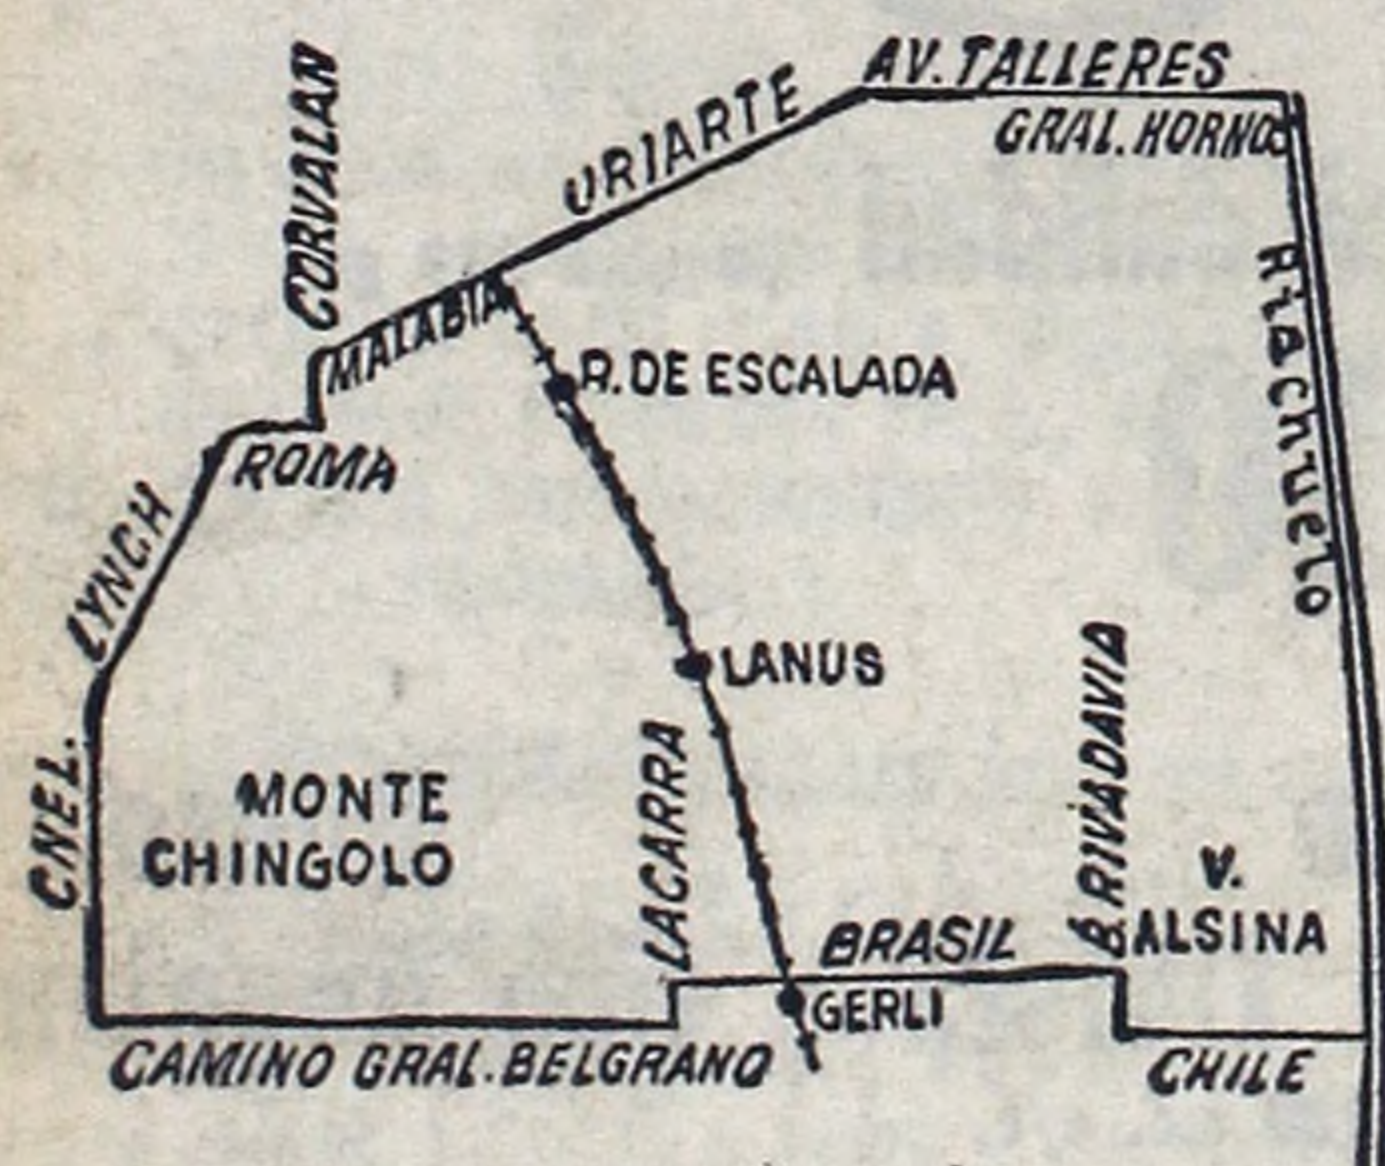 AV. TALLERES
GRAL. HORNOS
URIARTE
CORVALAN
MALABIA
Riachuelo
R. DE ESCALADA
ROMA
CNEL. LYNCH
LANUS
MONTE
CHINGOLO
LACARRA
B. RIVADAVIA
V.
ALSINA
BRASIL
GERLI
CAMINO GRAL. BELGRANO
CHILE